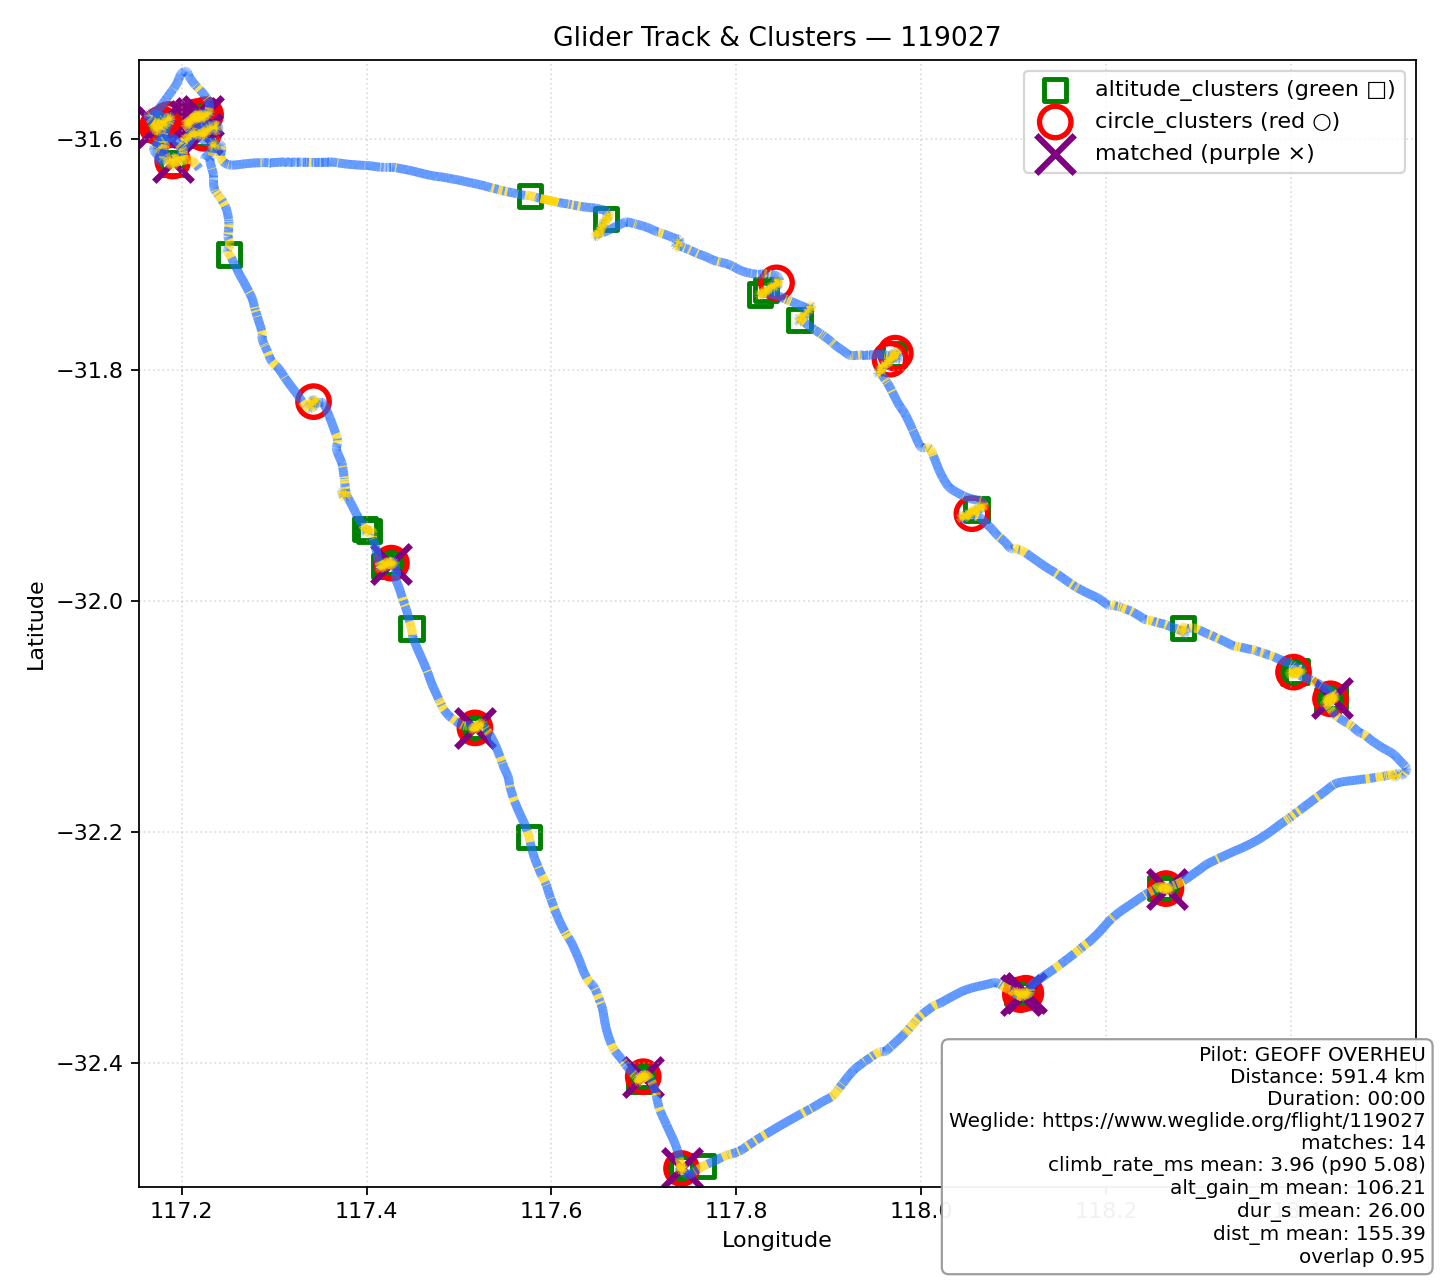 Glider Track & Clusters — 119027
altitude_clusters (green □)
circle_clusters (red ○)
matched (purple ×)
Latitude
−31.6
−31.8
−32.0
−32.2
−32.4
117.2
117.4
117.6
117.8
118.0
118.2
Longitude
Pilot: GEOFF OVERHEU
Distance: 591.4 km
Duration: 00:00
Weglide: https://www.weglide.org/flight/119027
matches: 14
climb_rate_ms mean: 3.96 (p90 5.08)
alt_gain_m mean: 106.21
dur_s mean: 26.00
dist_m mean: 155.39
overlap 0.95